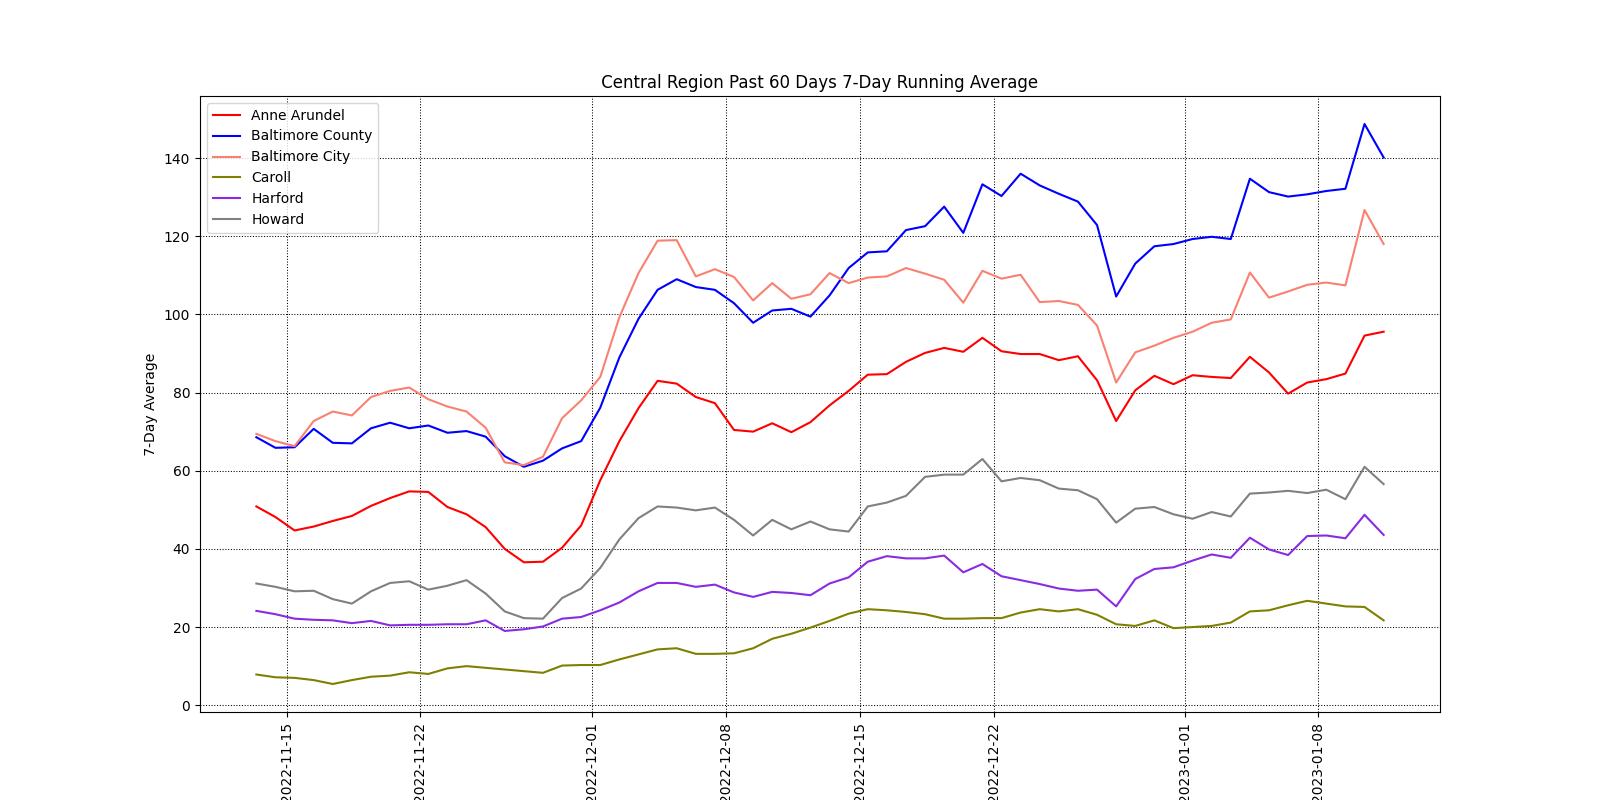 Central Region Past 60 Days 7-Day Running Average
Anne Arundel
Baltimore County
Baltimore City
Caroll
Harford
Howard
7-Day Average
140
120
100
80
60
40
20
0
2022-11-15
2022-11-22
2022-12-01
2022-12-08
2022-12-15
2022-12-22
2023-01-01
2023-01-08